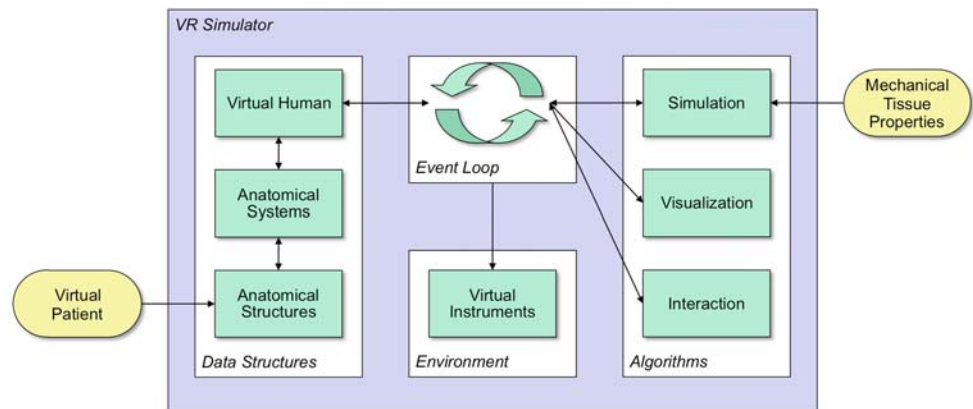 VR Simulator
Virtual Human
Anatomical
Systems
Anatomical
Structures
Data Structures
Event Loop
Virtual
Instruments
Environment
Simulation
Visualization
Interaction
Algorithms
Mechanical
Tissue
Properties
Virtual
Patient